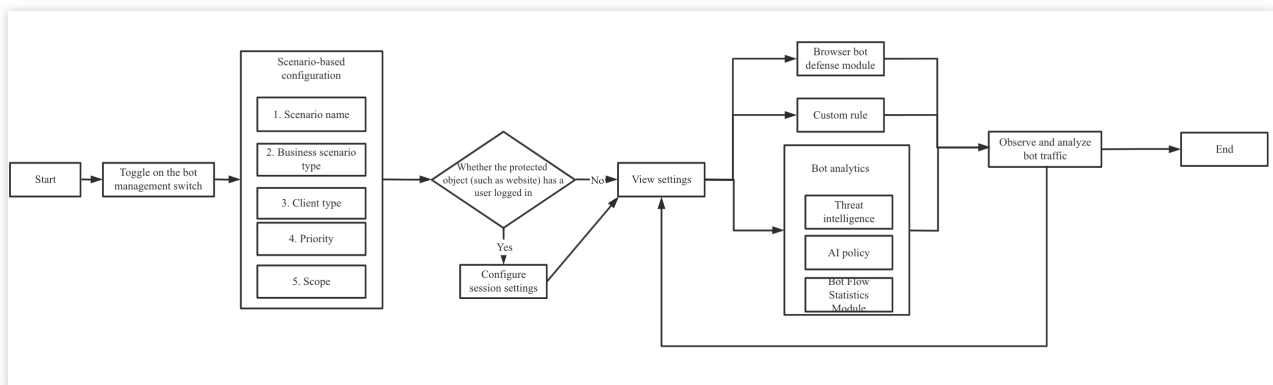 Start
Toggle on the bot
management switch
Scenario-based
configuration
1. Scenario name
2. Business scenario
type
3. Client type
4. Priority
5. Scope
Whether the protected
object (such as website) has a
user logged in
No
Yes
Configure
session settings
View settings
Browser bot
defense module
Custom rule
Bot analytics
Threat
intelligence
AI policy
Bot Flow
Statistics
Module
Observe and analyze
bot traffic
End